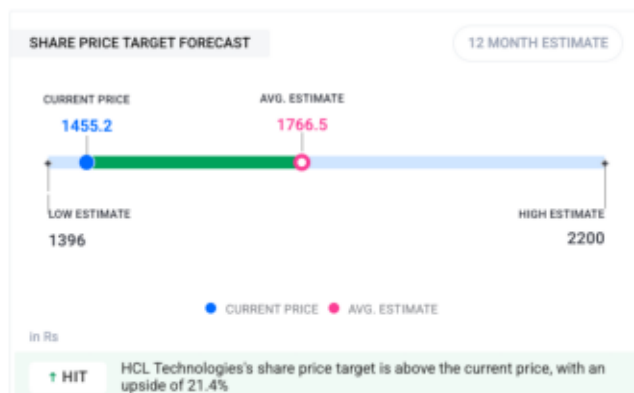 SHARE PRICE TARGET FORECAST
12 MONTH ESTIMATE
CURRENT PRICE
AVG. ESTIMATE
1455.2
1766.5
LOW ESTIMATE
HIGH ESTIMATE
1396
2200
CURRENT PRICE
AVG. ESTIMATE
in Rs
↑ HIT
HCL Technologies's share price target is above the current price, with an
upside of 21.4%